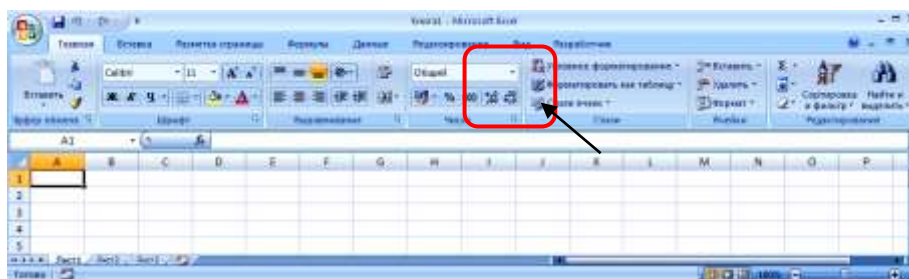 Книга1 - Microsoft Excel
Главная Вставка Разметка страницы Формулы Данные Рецензирование Вид Разработчик
Calibri 11 Общий Условное форматирование Вставить
Вставить Форматировать как таблицу Удалить Сортировка Найти и
Ж К Ч % 000 Стили ячеек Формат и фильтр выделить
Буфер обмена Шрифт Выравнивание Число Стили Ячейки Редактирование
A1 fx
A B C D E F G H I J K L M N O P
1
2
3
4
5
Лист1 Лист2 Лист3
Готово 100%